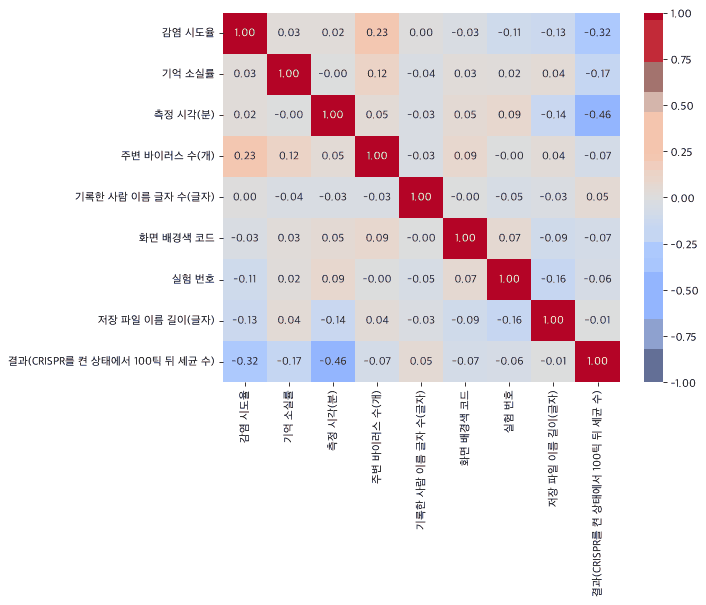 감염 시도율 1.00 0.03 0.02 0.23 0.00 -0.03 -0.11 -0.13 -0.32
기억 소실률 0.03 1.00 -0.00 0.12 -0.04 0.03 0.02 0.04 -0.17
측정 시각(분) 0.02 -0.00 1.00 0.05 -0.03 0.05 0.09 -0.14 -0.46
주변 바이러스 수(개) 0.23 0.12 0.05 1.00 -0.03 0.09 -0.00 0.04 -0.07
기록한 사람 이름 글자 수(글자) 0.00 -0.04 -0.03 -0.03 1.00 -0.00 -0.05 -0.03 0.05
화면 배경색 코드 -0.03 0.03 0.05 0.09 -0.00 1.00 0.07 -0.09 -0.07
실험 번호 -0.11 0.02 0.09 -0.00 -0.05 0.07 1.00 -0.16 -0.06
저장 파일 이름 길이(글자) -0.13 0.04 -0.14 0.04 -0.03 -0.09 -0.16 1.00 -0.01
결과(CRISPR를 켠 상태에서 100틱 뒤 세균 수) -0.32 -0.17 -0.46 -0.07 0.05 -0.07 -0.06 -0.01 1.00
감염 시도율
기억 소실률
측정 시각(분)
주변 바이러스 수(개)
기록한 사람 이름 글자 수(글자)
화면 배경색 코드
실험 번호
저장 파일 이름 길이(글자)
결과(CRISPR를 켠 상태에서 100틱 뒤 세균 수)
1.00
0.75
0.50
0.25
0.00
-0.25
-0.50
-0.75
-1.00